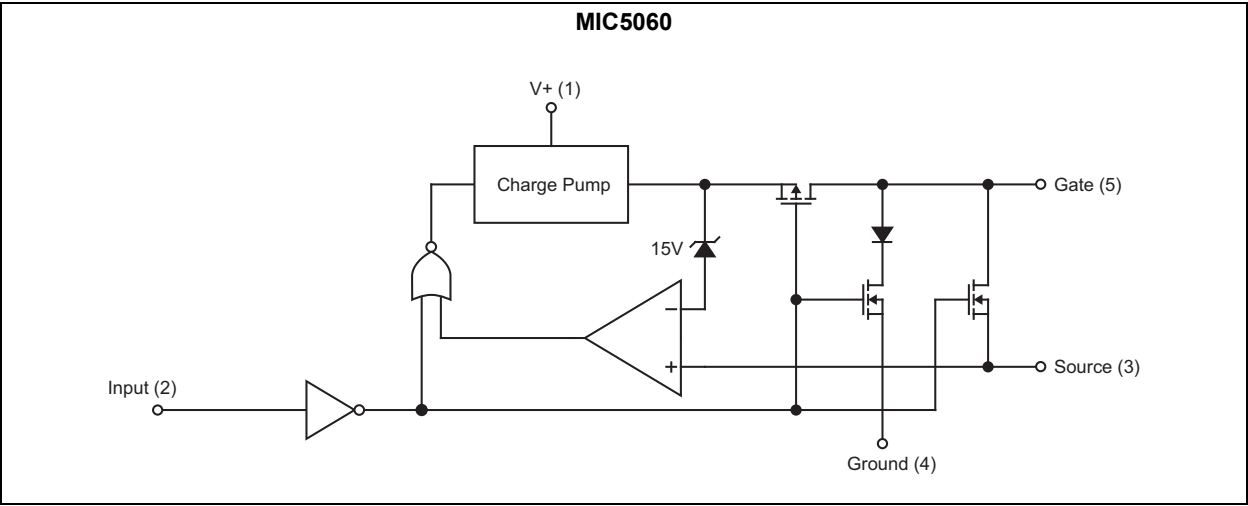 MIC5060
V+ (1)
Charge Pump
Gate (5)
15V
−
+
Source (3)
Input (2)
Ground (4)